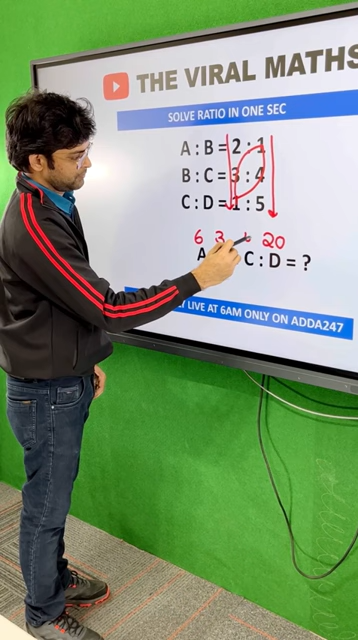 THE VIRAL MATHS
SOLVE RATIO IN ONE SEC
A : B = 2 : 1
B : C = 3 : 4
C : D = 1 : 5
6 3 20
A C : D = ?
LIVE AT 6AM ONLY ON ADDA247